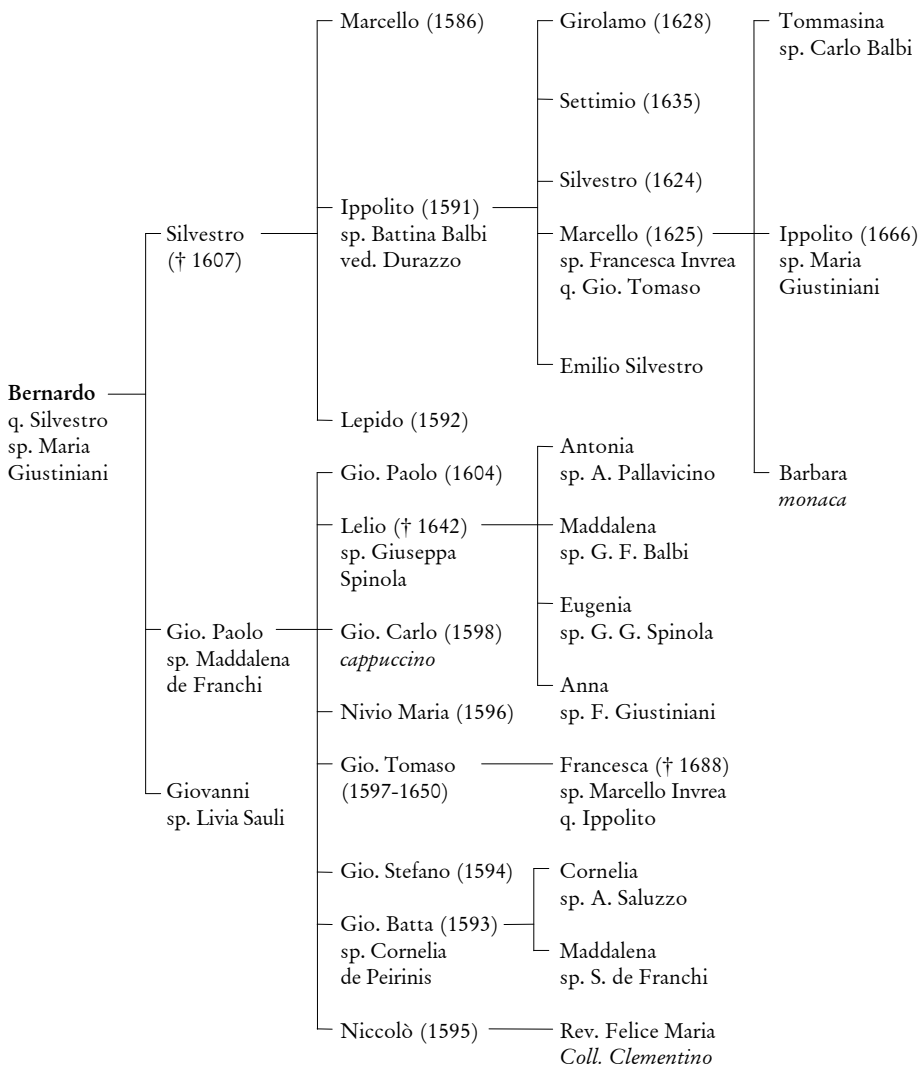 Bernardo
q. Silvestro
sp. Maria
Giustiniani
Silvestro
(† 1607)
Gio. Paolo
sp. Maddalena
de Franchi
Giovanni
sp. Livia Sauli
Marcello (1586)
Ippolito (1591)
sp. Battina Balbi
ved. Durazzo
Lepido (1592)
Gio. Paolo (1604)
Lelio († 1642)
sp. Giuseppa
Spinola
Gio. Carlo (1598)
cappuccino
Nivio Maria (1596)
Gio. Tomaso
(1597-1650)
Gio. Stefano (1594)
Gio. Batta (1593)
sp. Cornelia
de Peirinis
Niccolò (1595)
Girolamo (1628)
Settimio (1635)
Silvestro (1624)
Marcello (1625)
sp. Francesca Invrea
q. Gio. Tomaso
Emilio Silvestro
Antonia
sp. A. Pallavicino
Maddalena
sp. G. F. Balbi
Eugenia
sp. G. G. Spinola
Anna
sp. F. Giustiniani
Francesca († 1688)
sp. Marcello Invrea
q. Ippolito
Cornelia
sp. A. Saluzzo
Maddalena
sp. S. de Franchi
Rev. Felice Maria
Coll. Clementino
Tommasina
sp. Carlo Balbi
Ippolito (1666)
sp. Maria
Giustiniani
Barbara
monaca